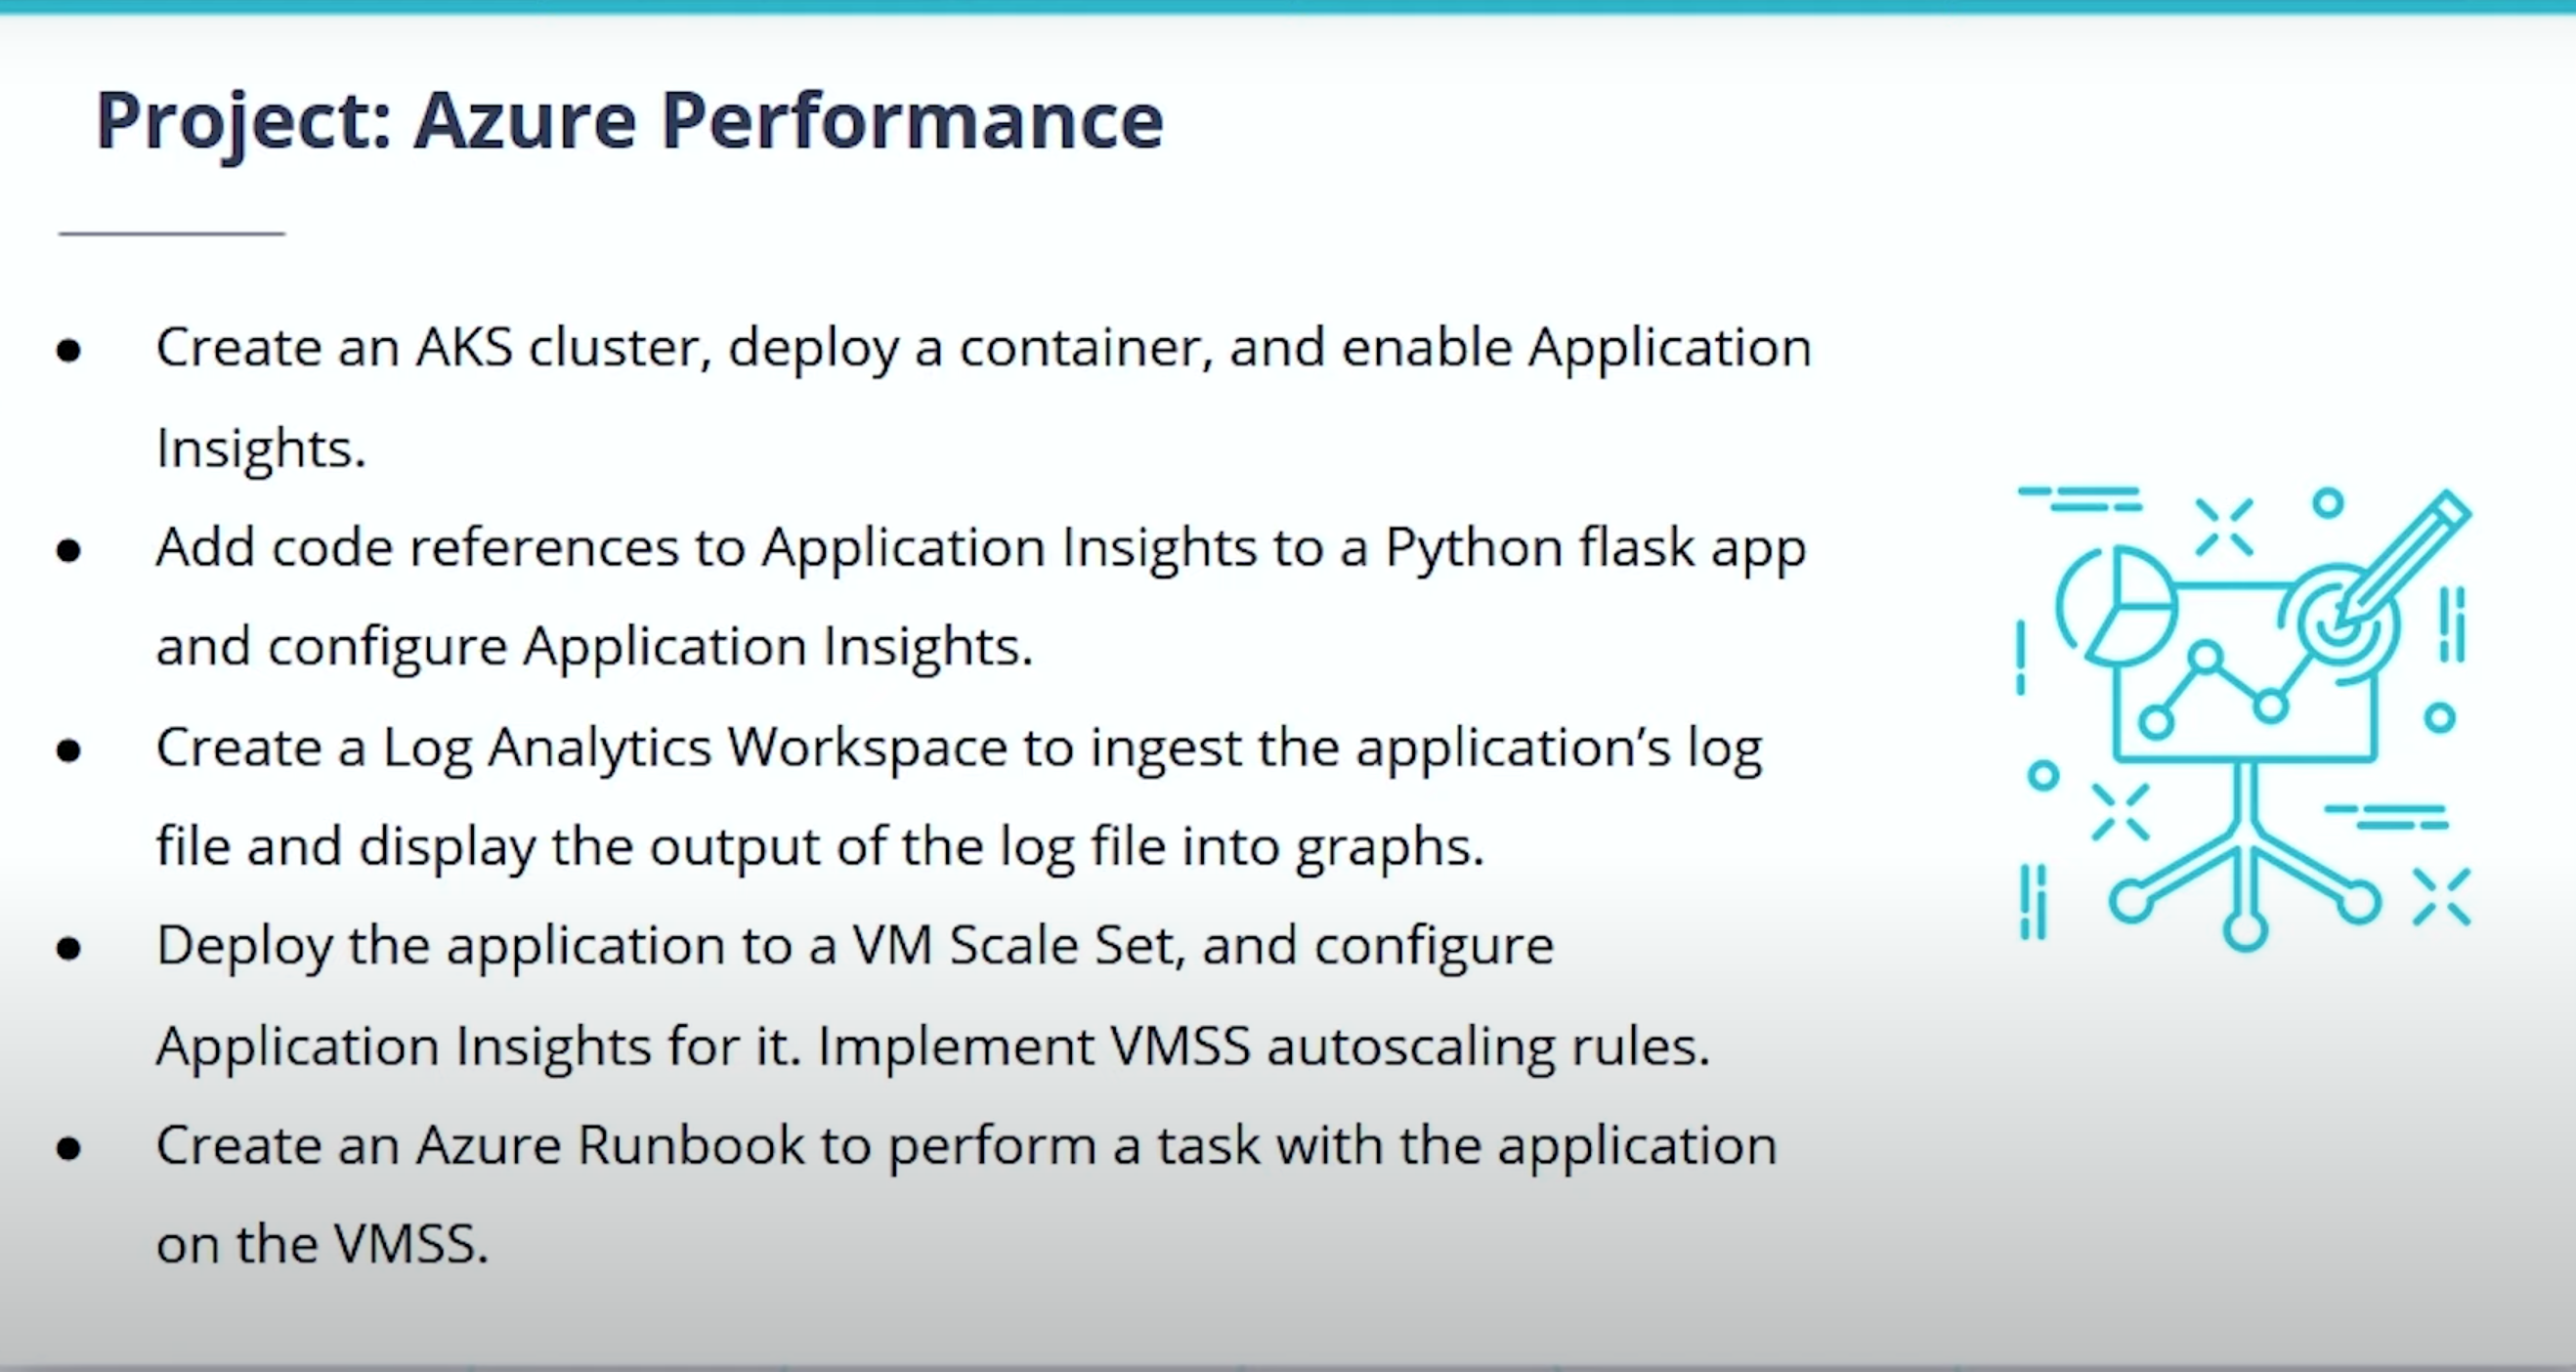 Project: Azure Performance
● Create an AKS cluster, deploy a container, and enable Application
Insights.
● Add code references to Application Insights to a Python flask app
and configure Application Insights.
● Create a Log Analytics Workspace to ingest the application’s log
file and display the output of the log file into graphs.
● Deploy the application to a VM Scale Set, and configure
Application Insights for it. Implement VMSS autoscaling rules.
● Create an Azure Runbook to perform a task with the application
on the VMSS.